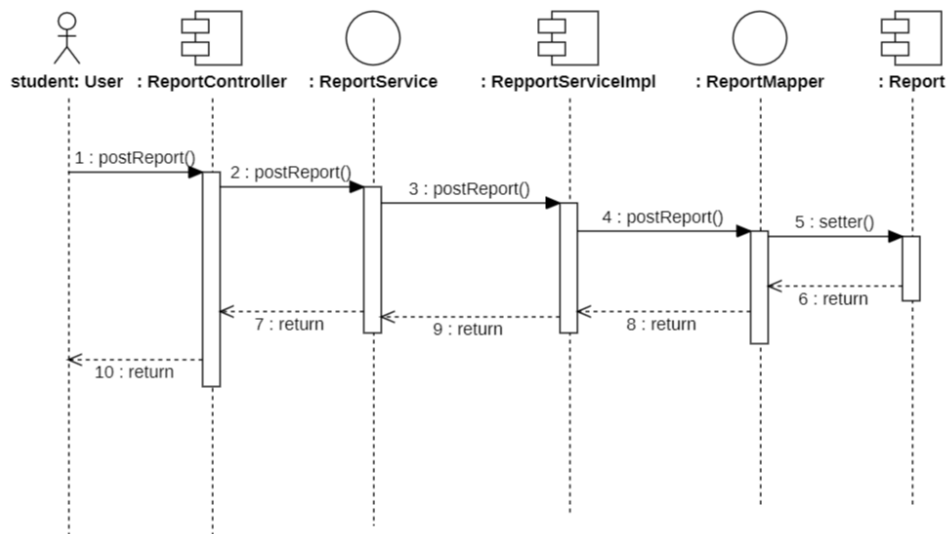 student: User
: ReportController
: ReportService
: RepportServiceImpl
: ReportMapper
: Report
1 : postReport()
2 : postReport()
3 : postReport()
4 : postReport()
5 : setter()
6 : return
7 : return
9 : return
8 : return
10 : return